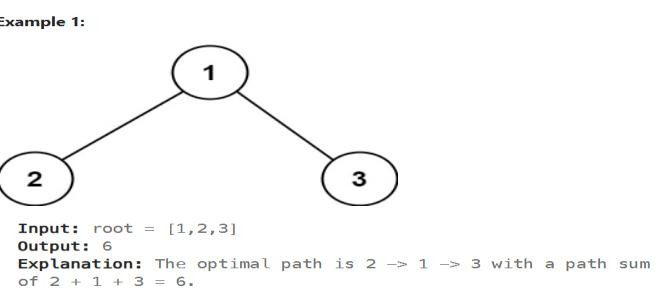 Example 1:
1
2
3
Input: root = [1,2,3]
Output: 6
Explanation: The optimal path is 2 -> 1 -> 3 with a path sum
of 2 + 1 + 3 = 6.